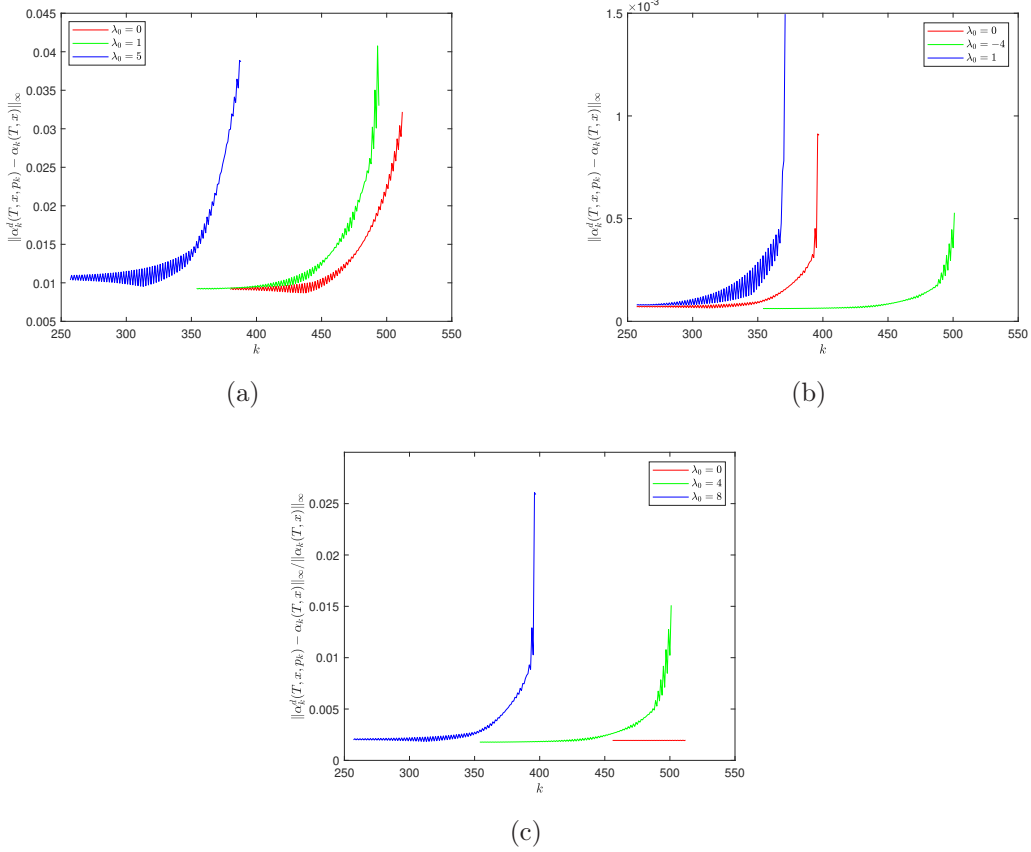 0.045
0.04
0.035
0.03
0.025
0.02
0.015
0.01
0.005
250 300 350 400 450 500 550
k
‖α_k^d(T, x, p_k) − α_k(T, x)‖_∞
λ_0 = 0
λ_0 = 1
λ_0 = 5
(a)
×10^-3
1.5
1
0.5
0
250 300 350 400 450 500 550
k
‖α_k^d(T, x, p_k) − α_k(T, x)‖_∞
λ_0 = 0
λ_0 = −4
λ_0 = 1
(b)
0.025
0.02
0.015
0.01
0.005
0
250 300 350 400 450 500 550
k
‖α_k^d(T, x, p_k) − α_k(T, x)‖_∞/‖α_k(T, x)‖_∞
λ_0 = 0
λ_0 = 4
λ_0 = 8
(c)